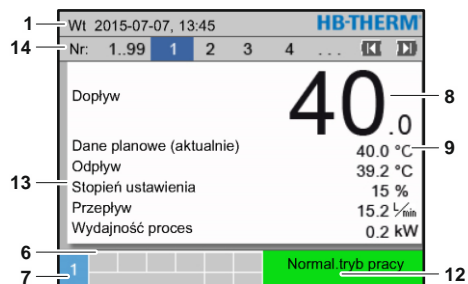 1 Wt 2015-07-07, 13:45 HB-THERM
14 Nr: 1..99 1 2 3 4 ...
Dopływ 40.0 8
Dane planowe (aktualnie) 40.0 °C 9
Odpływ 39.2 °C
13 Stopień ustawienia 15 %
Przepływ 15.2 L/min
Wydajność proces 0.2 kW
6
7 1 Normal.tryb pracy 12